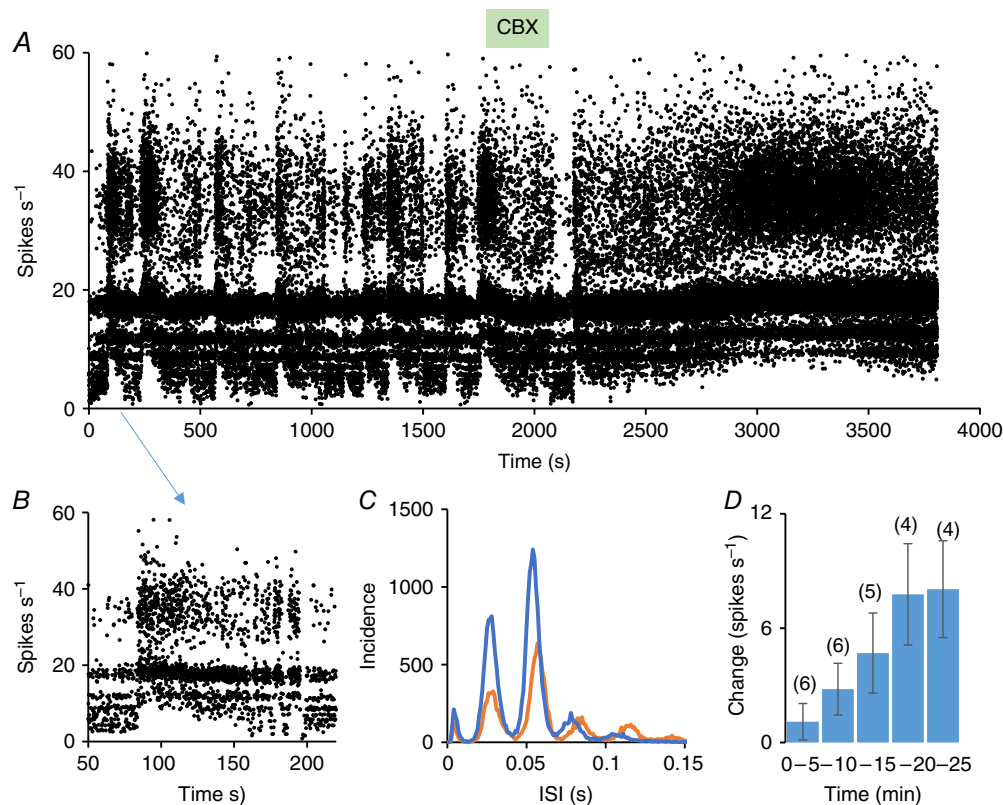 CBX
A
60
40
20
0
Spikes s⁻¹
0 500 1000 1500 2000 2500 3000 3500 4000
Time (s)
B
60
40
20
0
Spikes s⁻¹
50 100 150 200
Time s)
C
1500
1000
500
0
Incidence
0 0.05 0.1 0.15
ISI (s)
D
12
6
0
Change (spikes s⁻¹)
(6) (6) (5) (4) (4)
0−5 −10 −15 −20 −25
Time (min)